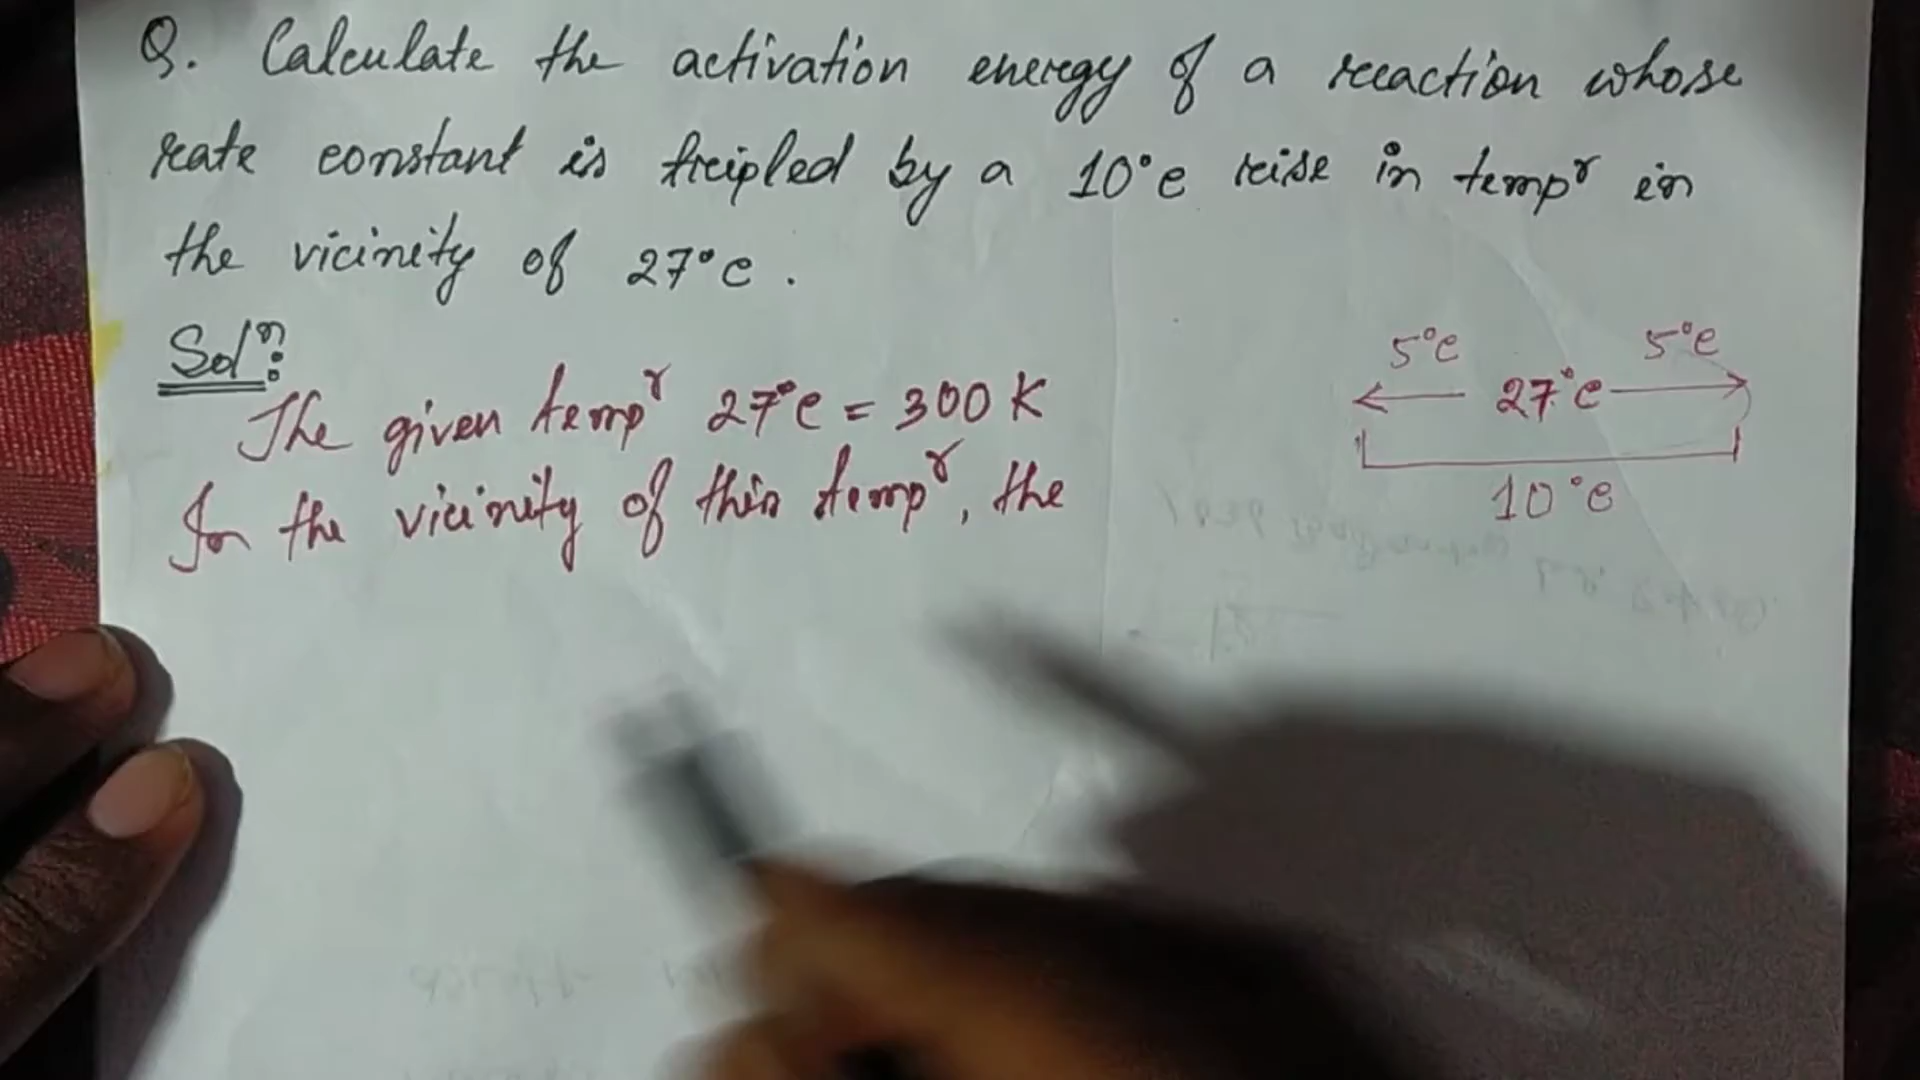 Q. Calculate the activation energy of a reaction whose
rate constant is tripled by a 10°C rise in tempʳ in
the vicinity of 27°C.
Solⁿ:
The given tempʳ 27°C = 300 K
In the vicinity of this tempʳ, the
5°C 5°C
27°C
10°C